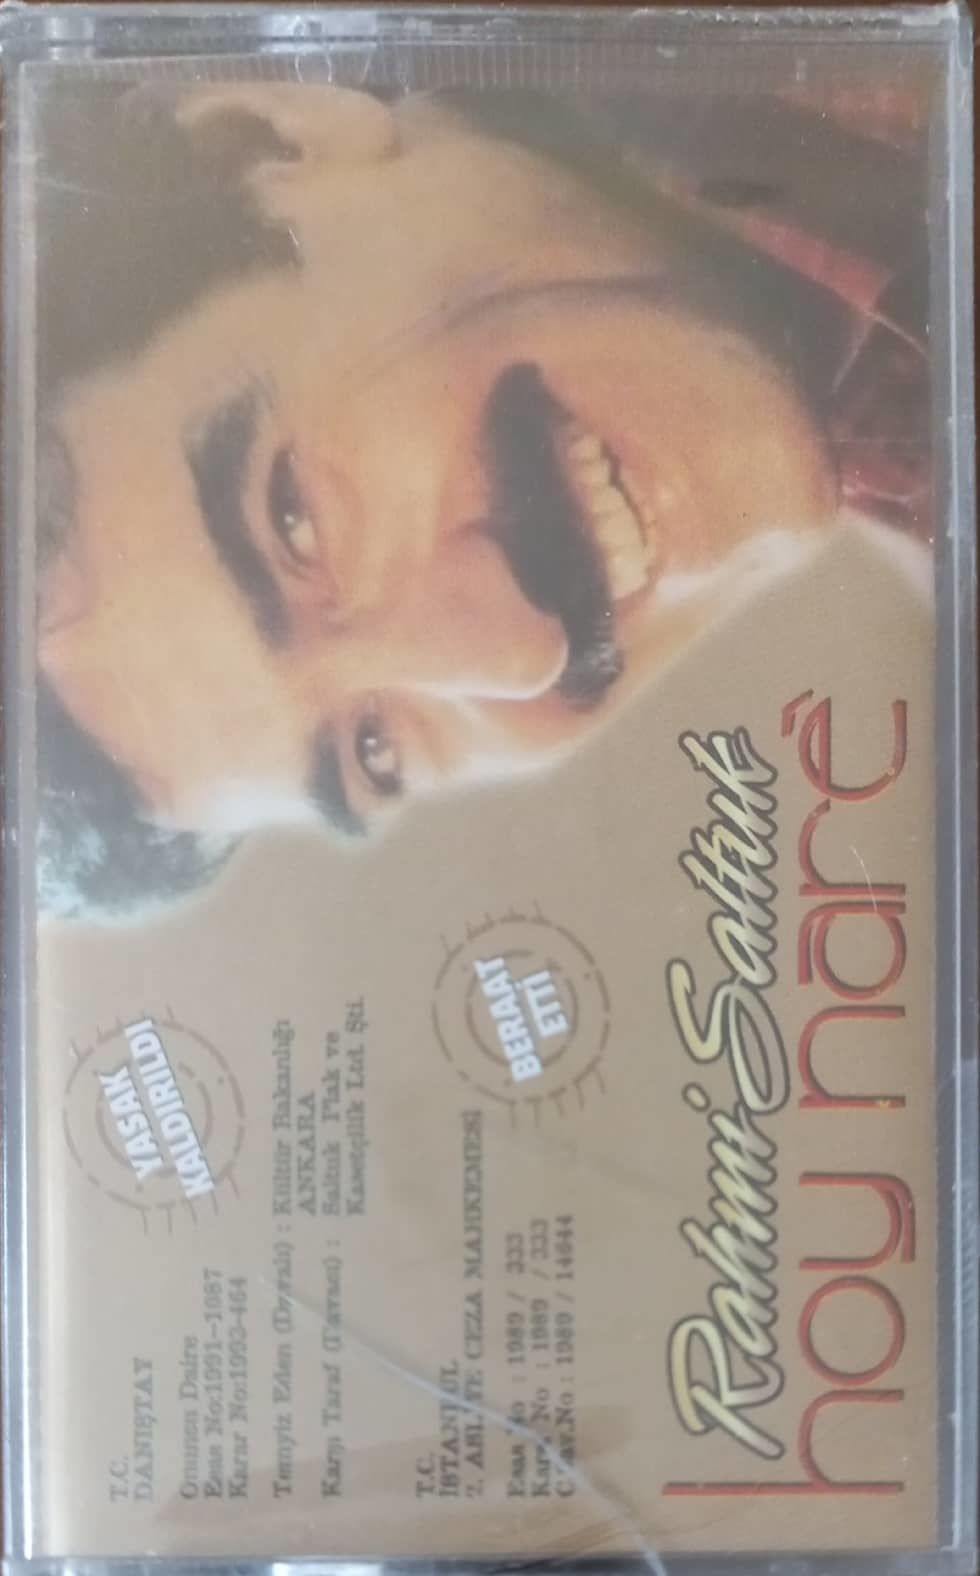 T.C.
DANIŞTAY
Onuncu Daire
Esas No:1991-1087
Karar No:1993-464
Temyiz Eden (Davalı) : Kültür Bakanlığı
ANKARA
Karşı Taraf (Davacı) : Saltuk Plak ve
Kasetçilik Ltd. Şti.
YASAK
KALDIRILDI
T.C.
İSTANBUL
2. ASLİYE CEZA MAHKEMESİ
Esas No : 1989 / 333
Karar No : 1989 / 333
C.Sav.No : 1989 / 14644
BERAAT
ETTİ
Rahmi Saltuk
hoy narê